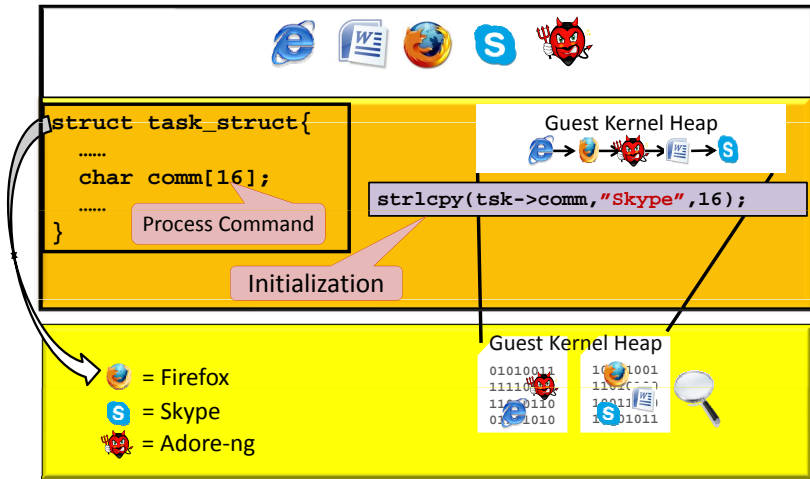 struct task_struct{
……
char comm[16];
……
}
Process Command
Initialization
Guest Kernel Heap
strlcpy(tsk->comm,”Skype”,16);
= Firefox
= Skype
= Adore-ng
Guest Kernel Heap
01010011